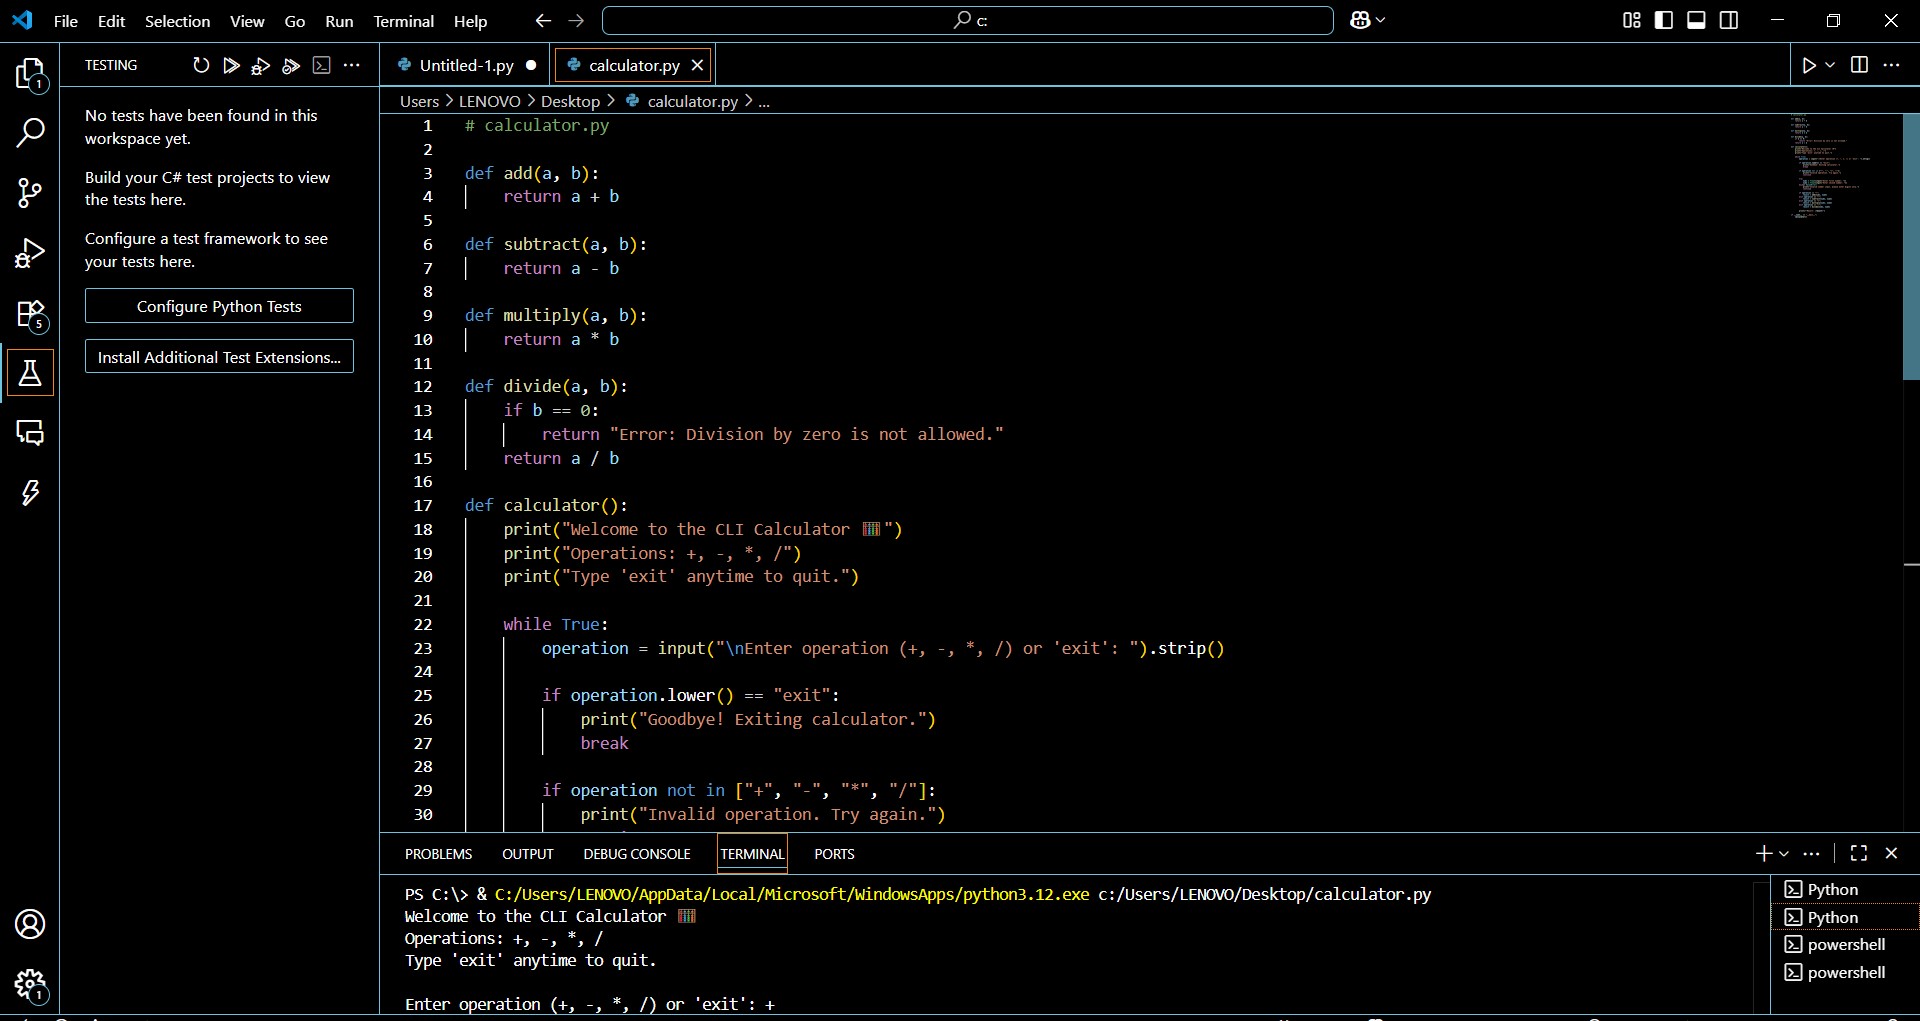 File Edit Selection View Go Run Terminal Help
c:
TESTING
No tests have been found in this
workspace yet.
Build your C# test projects to view
the tests here.
Configure a test framework to see
your tests here.
Configure Python Tests
Install Additional Test Extensions...
1
5
1
Untitled-1.py
calculator.py
Users > LENOVO > Desktop > calculator.py > ...
1 # calculator.py
2
3 def add(a, b):
4     return a + b
5
6 def subtract(a, b):
7     return a - b
8
9 def multiply(a, b):
10     return a * b
11
12 def divide(a, b):
13     if b == 0:
14         return "Error: Division by zero is not allowed."
15     return a / b
16
17 def calculator():
18     print("Welcome to the CLI Calculator 🧮")
19     print("Operations: +, -, *, /")
20     print("Type 'exit' anytime to quit.")
21
22     while True:
23         operation = input("\nEnter operation (+, -, *, /) or 'exit': ").strip()
24
25         if operation.lower() == "exit":
26             print("Goodbye! Exiting calculator.")
27             break
28
29         if operation not in ["+", "-", "*", "/"]:
30             print("Invalid operation. Try again.")
PROBLEMS OUTPUT DEBUG CONSOLE TERMINAL PORTS
PS C:\> & C:/Users/LENOVO/AppData/Local/Microsoft/WindowsApps/python3.12.exe c:/Users/LENOVO/Desktop/calculator.py
Welcome to the CLI Calculator 🧮
Operations: +, -, *, /
Type 'exit' anytime to quit.
Enter operation (+, -, *, /) or 'exit': +
Python
Python
powershell
powershell